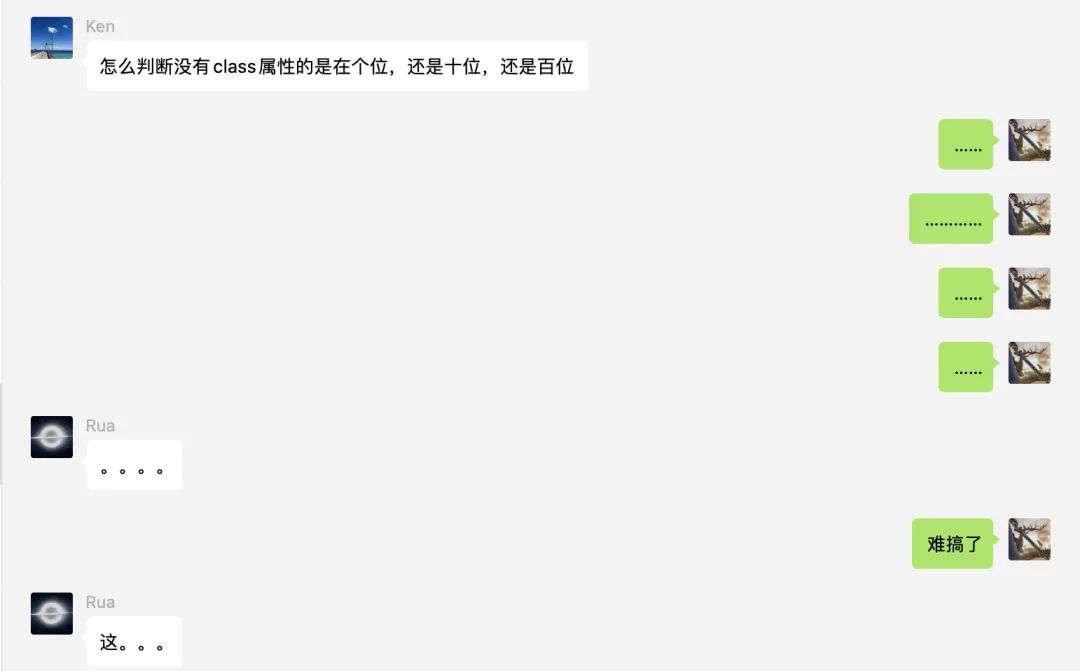 Ken
怎么判断没有class属性的是在个位，还是十位，还是百位
......
............
......
......
Rua
。。。。
难搞了
Rua
这。。。